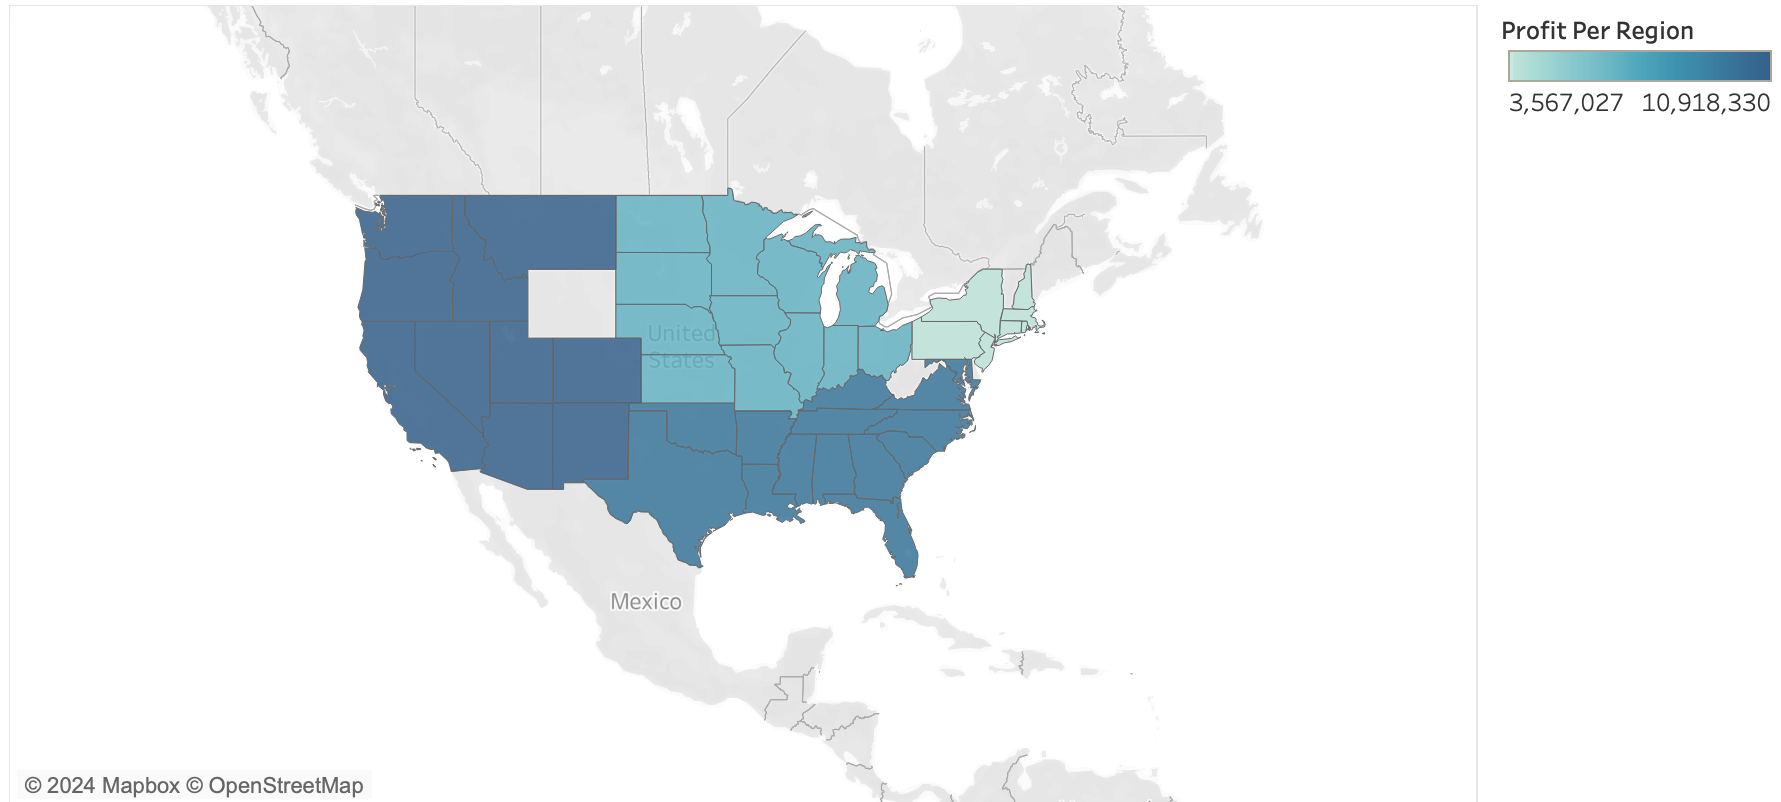 Profit Per Region
3,567,027 10,918,330
United
States
Mexico
© 2024 Mapbox © OpenStreetMap